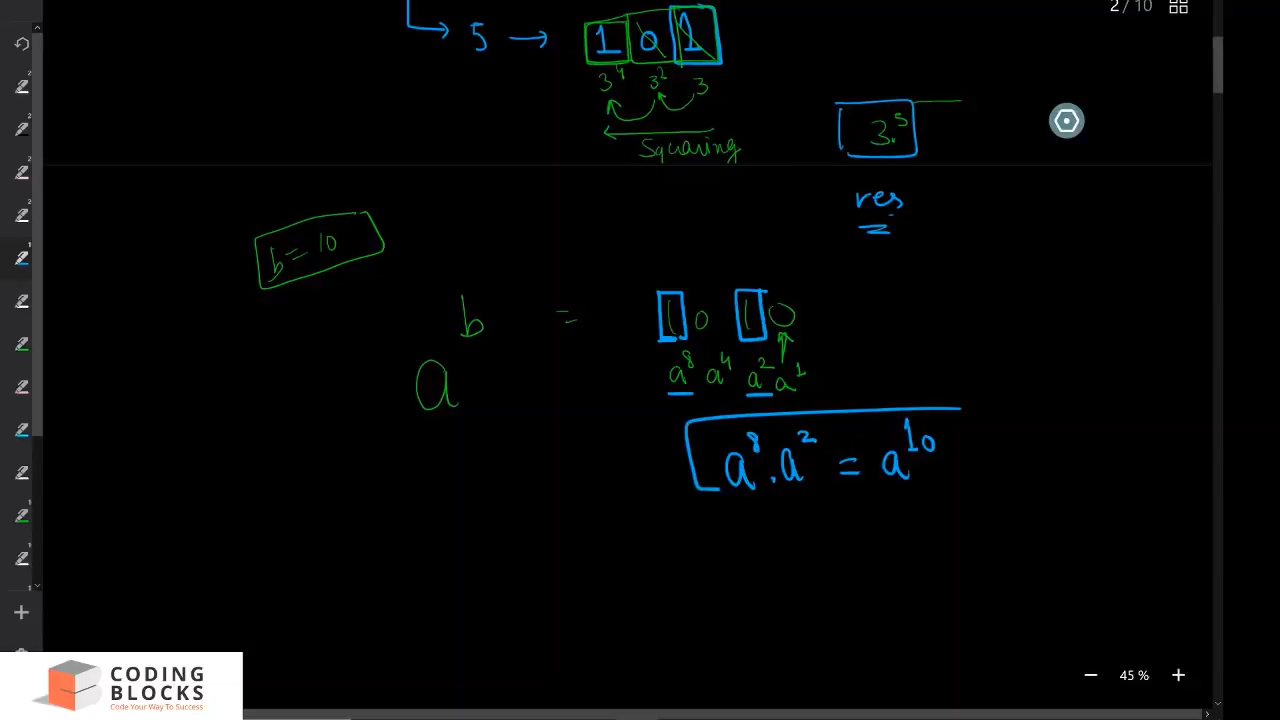 2 / 10
5 → 1 0 1
3⁴ 3² 3
Squaring
3⁵
res
b = 10
aᵇ = 1 0 1 0
a⁸ a⁴ a² a¹
a⁸ . a² = a¹⁰
CODING
BLOCKS
Code Your Way To Success
45 %